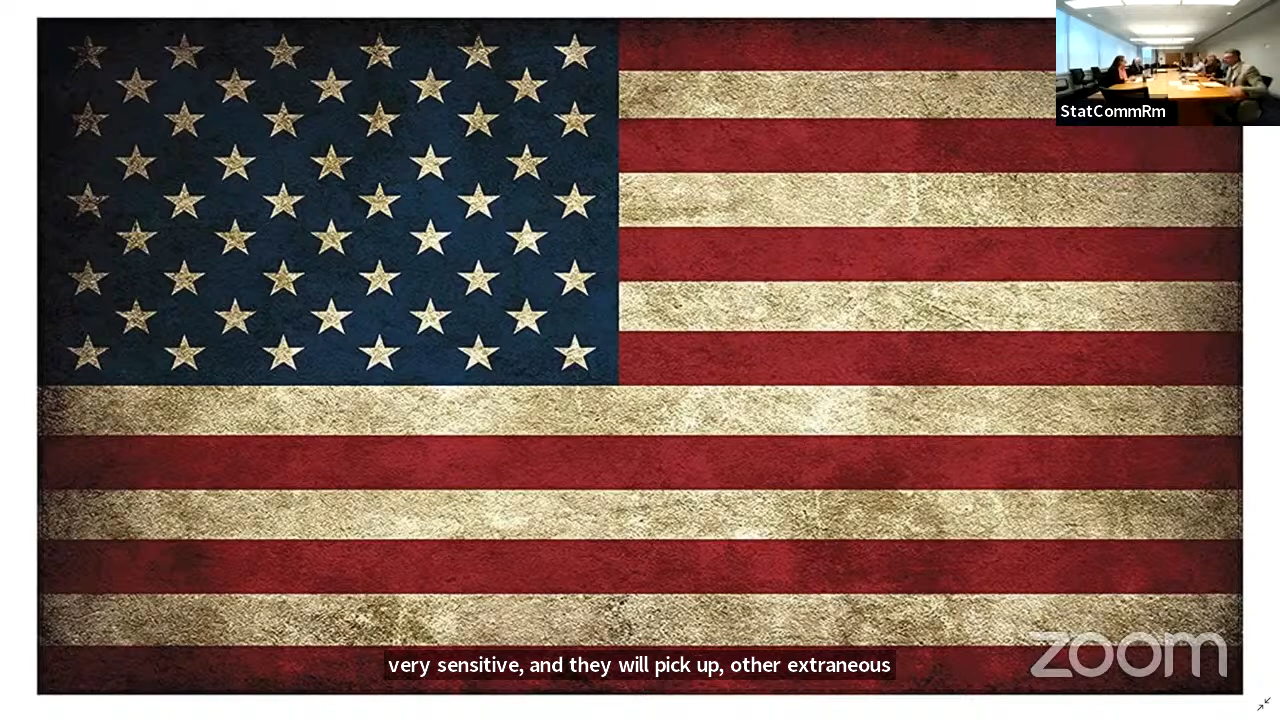 StatCommRm
very sensitive, and they will pick up, other extraneous
zoom